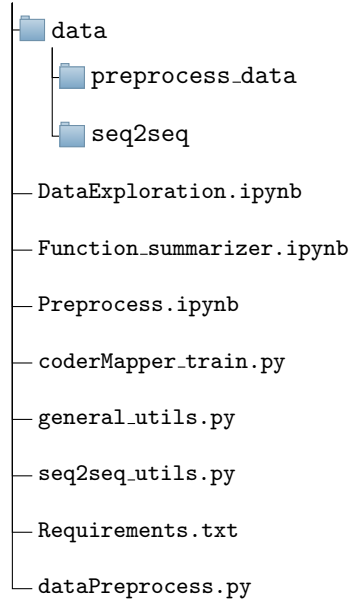 data
preprocess_data
seq2seq
DataExploration.ipynb
Function_summarizer.ipynb
Preprocess.ipynb
coderMapper_train.py
general_utils.py
seq2seq_utils.py
Requirements.txt
dataPreprocess.py